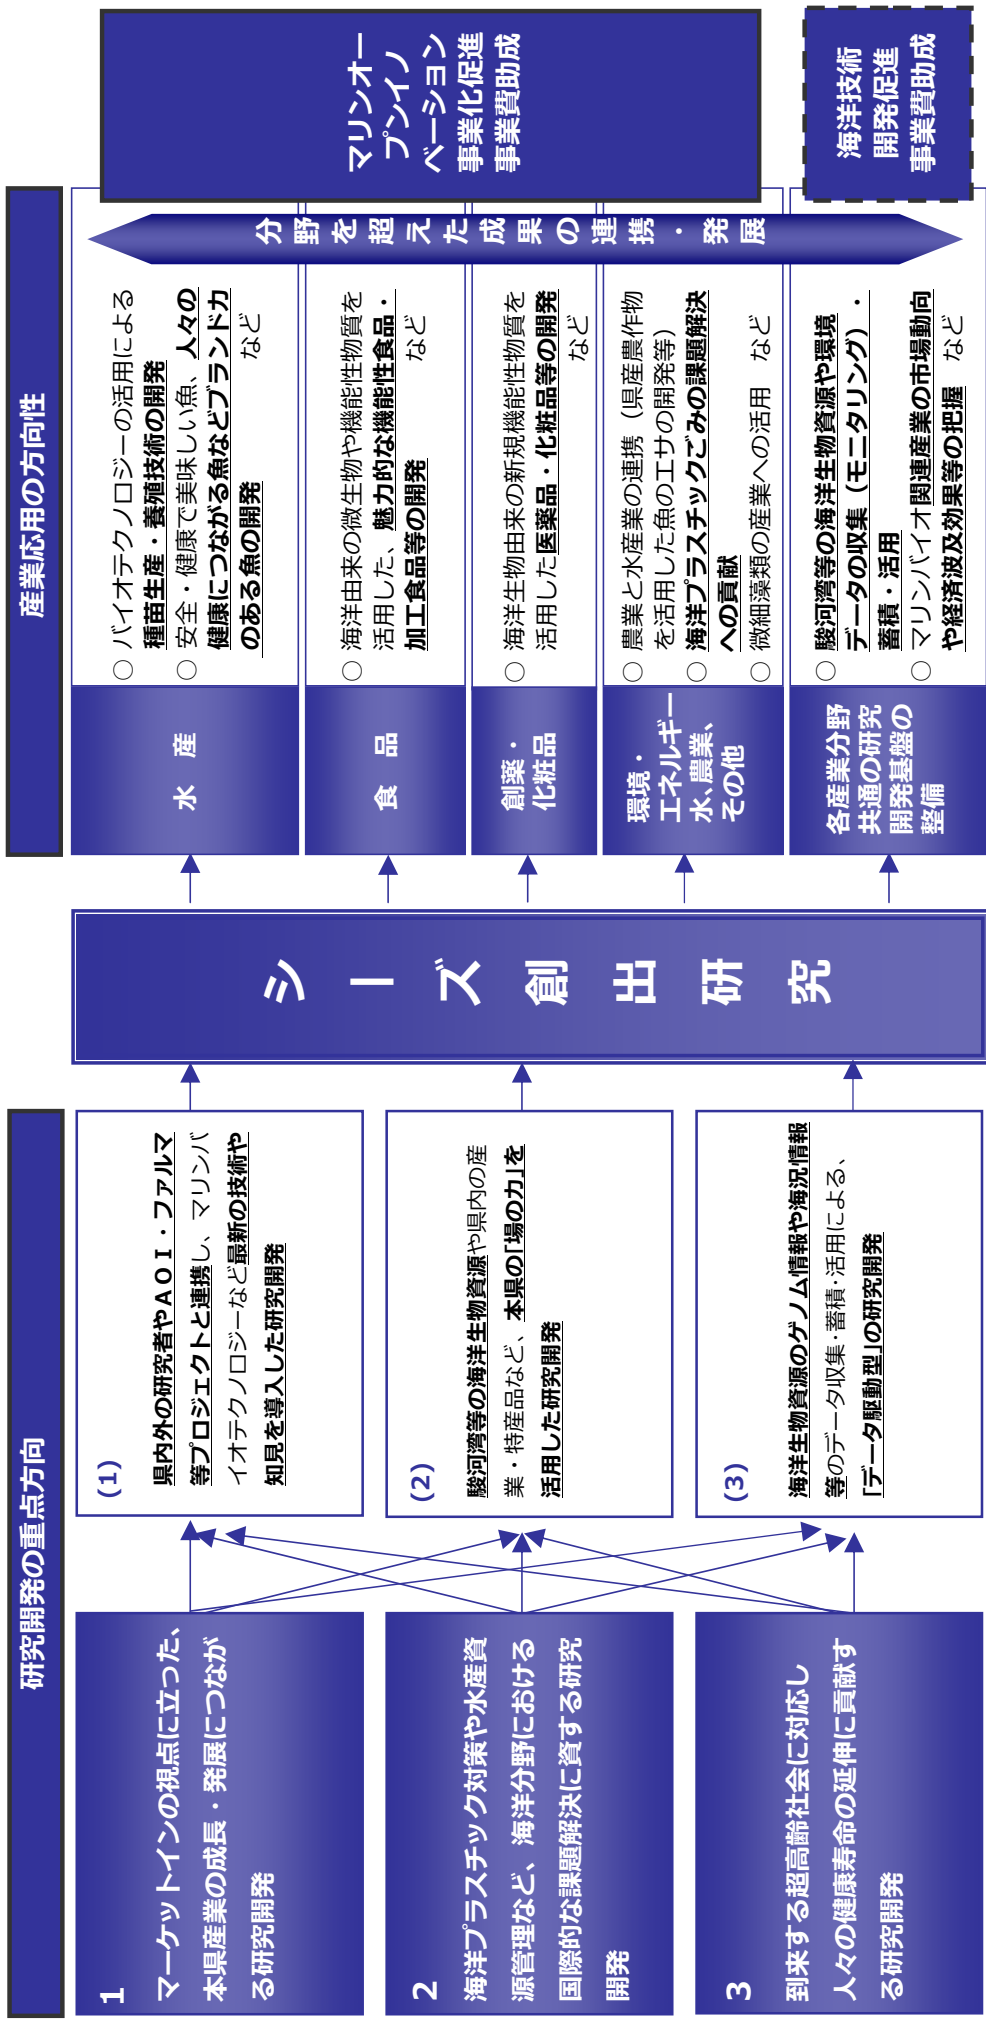 研究開発の重点方向
1
マーケットインの視点に立った、
本県産業の成長・発展につなが
る研究開発
2
海洋プラスチック対策や水産資
源管理など、海洋分野における
国際的な課題解決に資する研究
開発
3
到来する超高齢社会に対応し
人々の健康寿命の延伸に貢献す
る研究開発
(1)
県内外の研究者やＡＯＩ・ファルマ
等プロジェクトと連携し、マリンバ
イオテクノロジーなど最新の技術や
知見を導入した研究開発
(2)
駿河湾等の海洋生物資源や県内の産
業・特産品など、本県の「場の力」を
活用した研究開発
(3)
海洋生物資源のゲノム情報や海況情報
等のデータ収集・蓄積・活用による、
「データ駆動型」の研究開発
シーズ創出研究
産業応用の方向性
水　産
○ バイオテクノロジーの活用による
種苗生産・養殖技術の開発
○ 安全・健康で美味しい魚、人々の
健康につながる魚などブランド力
のある魚の開発　など
食　品
○ 海洋由来の微生物や機能性物質を
活用した、魅力的な機能性食品・
加工食品等の開発　など
創薬・
化粧品
○ 海洋生物由来の新規機能性物質を
活用した医薬品・化粧品等の開発
など
環境・
エネルギー
水、農業、
その他
○ 農業と水産業の連携（県産農作物
を活用した魚のエサの開発等）
○ 海洋プラスチックごみの課題解決
への貢献
○ 微細藻類の産業への活用　など
各産業分野
共通の研究
開発基盤の
整備
○ 駿河湾等の海洋生物資源や環境
データの収集（モニタリング）・
蓄積・活用
○ マリンバイオ関連産業の市場動向
や経済波及効果等の把握　など
分野を超えた成果の連携・発展
マリンオー
プンイノ
ベーション
事業化促進
事業費助成
海洋技術
開発促進
事業費助成